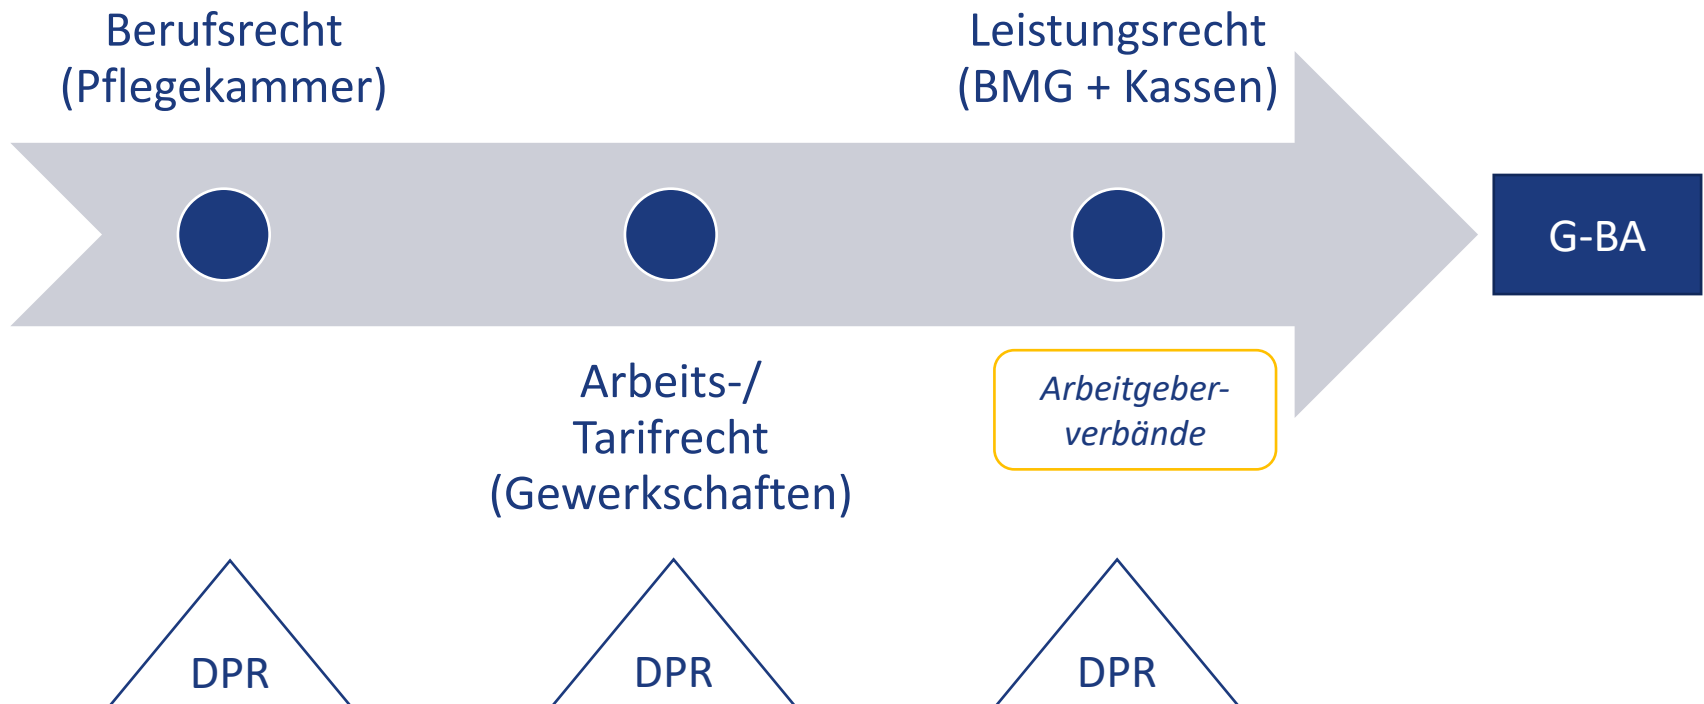 Berufsrecht
(Pflegekammer)
Leistungsrecht
(BMG + Kassen)
G-BA
Arbeits-/
Tarifrecht
(Gewerkschaften)
Arbeitgeber-
verbände
DPR
DPR
DPR